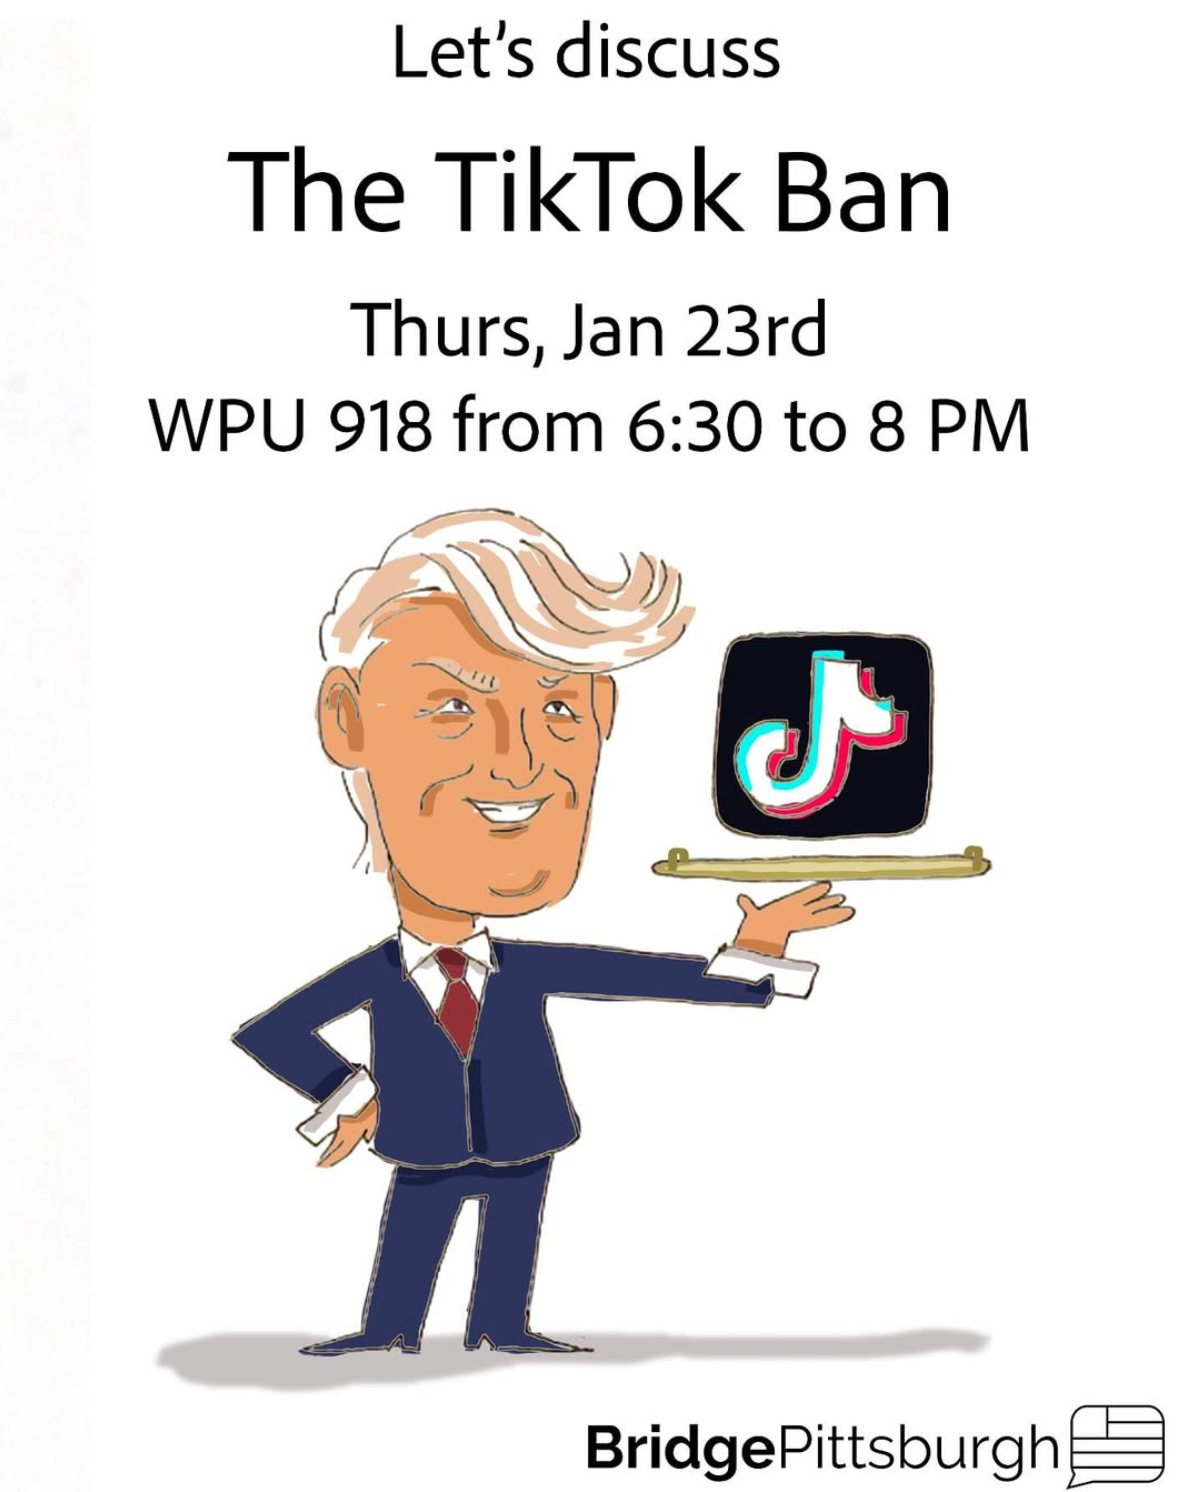 Let's discuss
The TikTok Ban
Thurs, Jan 23rd
WPU 918 from 6:30 to 8 PM
BridgePittsburgh